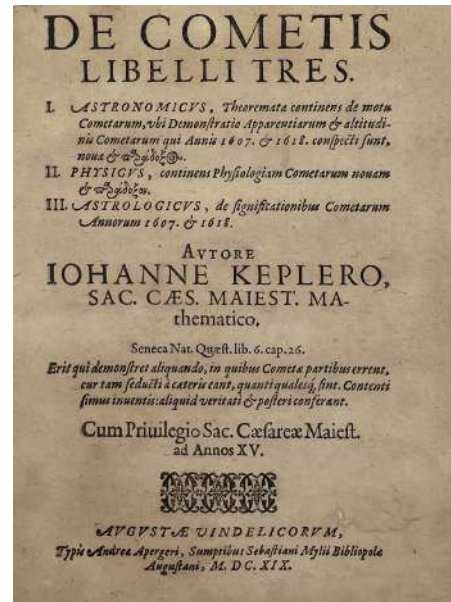 DE COMETIS
LIBELLI TRES.
I. ASTRONOMICVS, Theoremata continens de motu
Cometarum, vbi Demonſtratio Apparentiarum & altitudi-
nis Cometarum qui Annis 1607. & 1618. conſpecti ſunt,
noua & παράδοξος.
II. PHYSICVS, continens Phyſiologiam Cometarum nouam
& παράδοξον.
III. ASTROLOGICVS, de ſignificationibus Cometarum
Annorum 1607. & 1618.
AVTORE
IOHANNE KEPLERO,
SAC. CÆS. MAIEST. MA-
thematico,
Seneca Nat. Quæſt. lib. 6. cap. 26.
Erit qui demonſtret aliquando, in quibus Cometæ partibus errent,
cur tam ſeducti à cæteris eant, quanti qualesq́; ſint. Contenti
ſimus inuentis: aliquid veritati & poſteri conferant.
Cum Priuilegio Sac. Cæſareæ Maieſt.
ad Annos XV.
AVGVSTÆ VINDELICORVM,
Typis Andreæ Apergeri, Sumptibus Sebaſtiani Mylii Bibliopolæ
Auguſtani, M. DC. XIX.